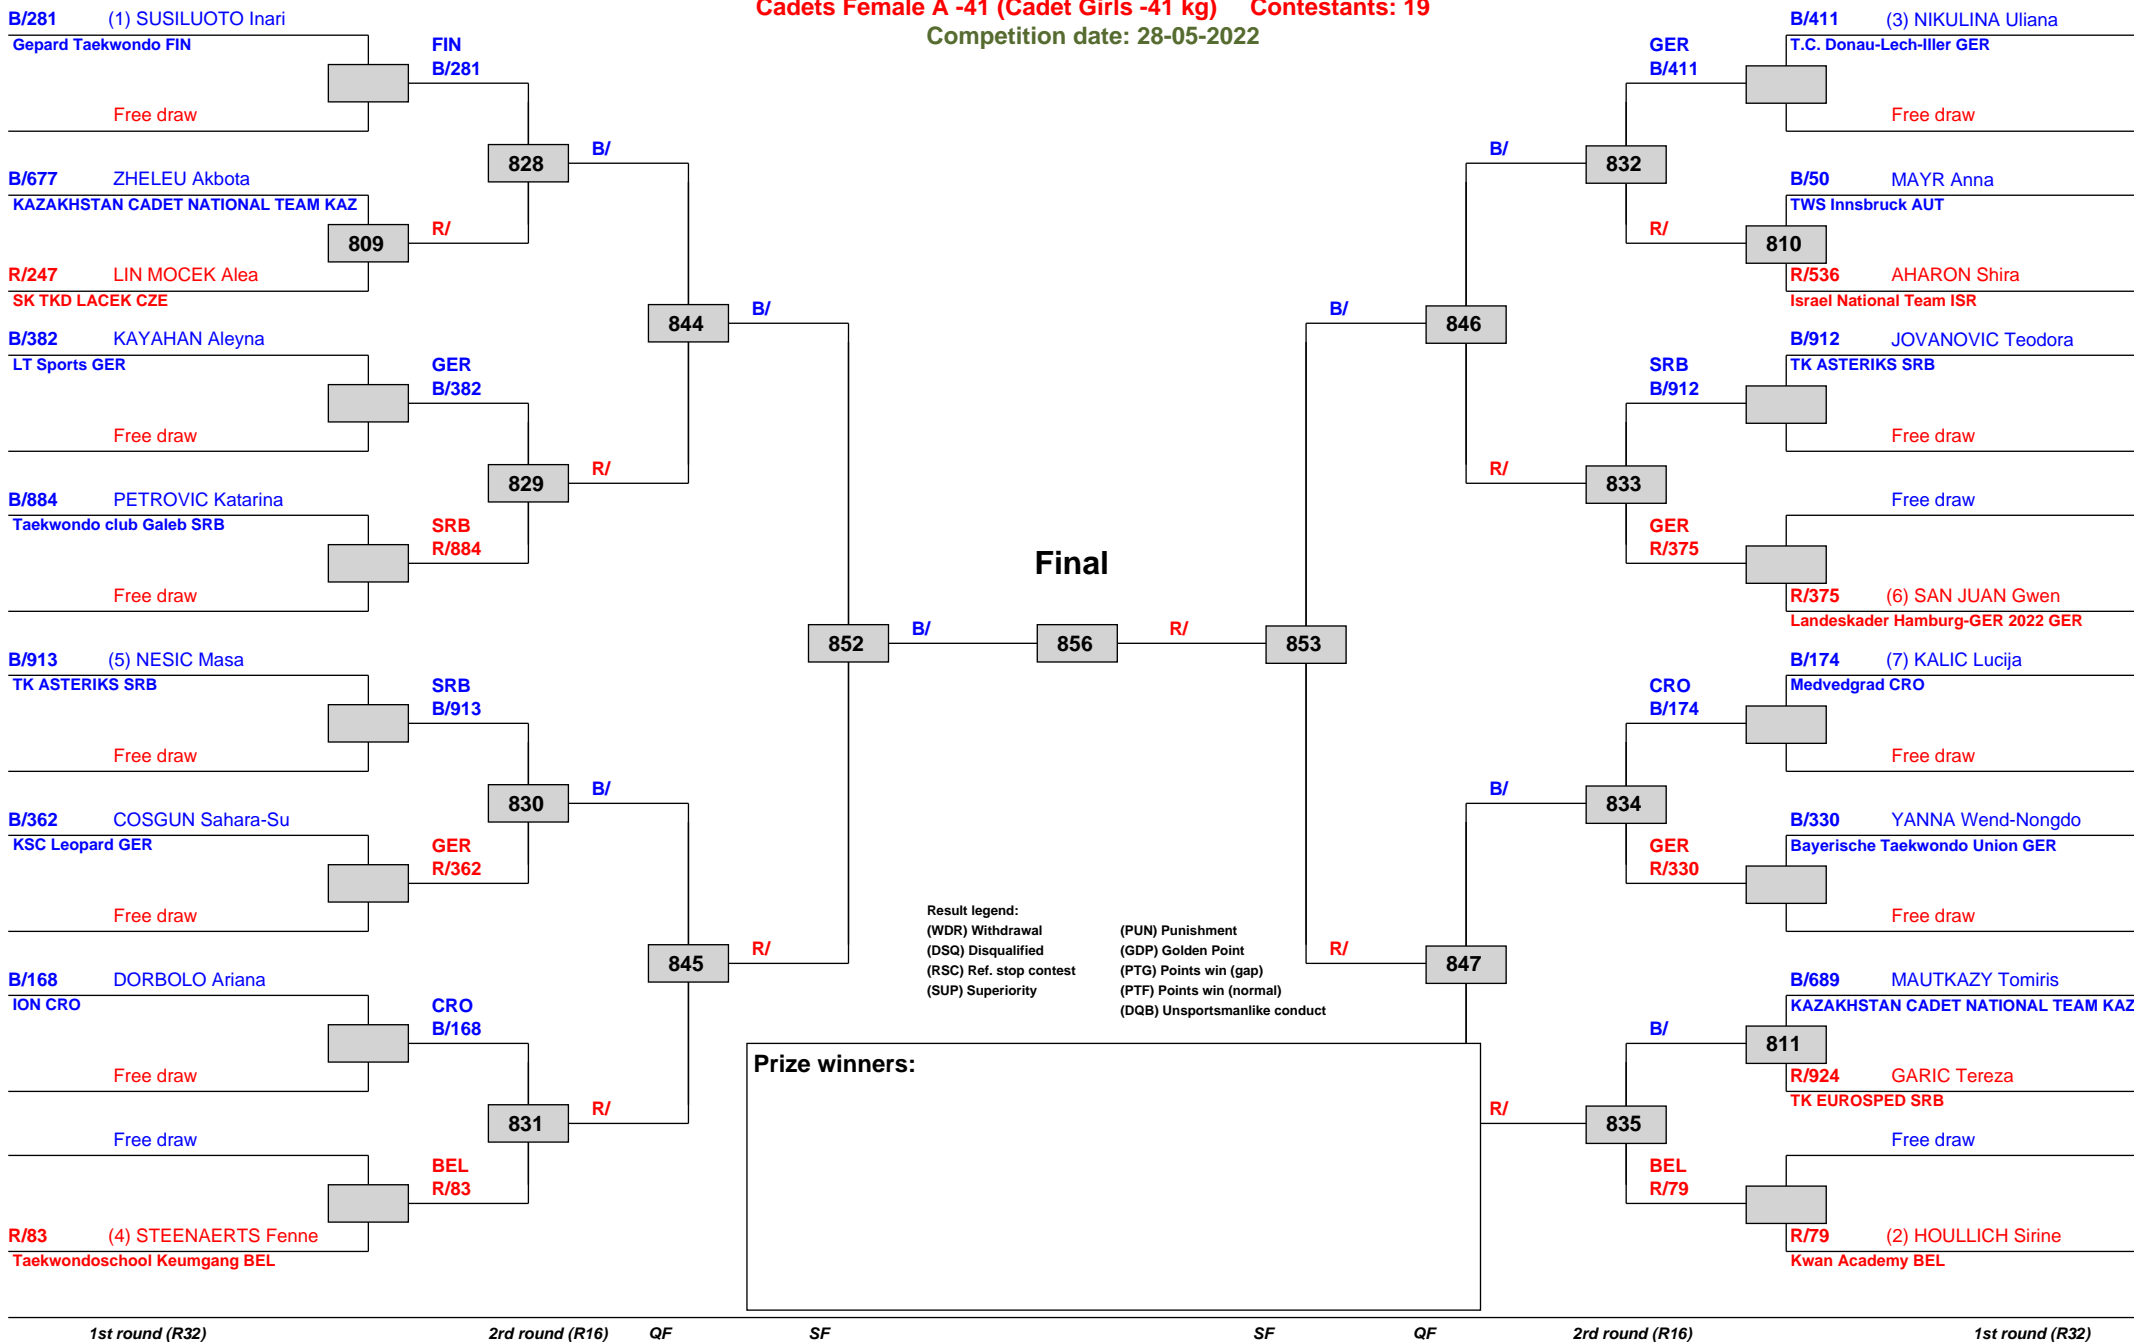 Cadets Female A -41 (Cadet Girls -41 kg) Contestants: 19
Competition date: 28-05-2022
B/281 (1) SUSILUOTO Inari
Gepard Taekwondo FIN
Free draw
FIN
B/281
B/677 ZHELEU Akbota
KAZAKHSTAN CADET NATIONAL TEAM KAZ
809
R/
R/247 LIN MOCEK Alea
SK TKD LACEK CZE
828
B/
B/382 KAYAHAN Aleyna
LT Sports GER
Free draw
GER
B/382
829
R/
B/884 PETROVIC Katarina
Taekwondo club Galeb SRB
Free draw
SRB
R/884
844
B/
B/913 (5) NESIC Masa
TK ASTERIKS SRB
Free draw
SRB
B/913
830
B/
B/362 COSGUN Sahara-Su
KSC Leopard GER
Free draw
GER
R/362
845
R/
B/168 DORBOLO Ariana
ION CRO
Free draw
CRO
B/168
831
R/
Free draw
BEL
R/83
R/83 (4) STEENAERTS Fenne
Taekwondoschool Keumgang BEL
852
B/
Final
856
R/
853
B/
R/
B/411 (3) NIKULINA Uliana
T.C. Donau-Lech-Iller GER
Free draw
GER
B/411
832
B/
B/50 MAYR Anna
TWS Innsbruck AUT
810
R/
R/536 AHARON Shira
Israel National Team ISR
846
B/912 JOVANOVIC Teodora
TK ASTERIKS SRB
Free draw
SRB
B/912
833
R/
Free draw
GER
R/375
R/375 (6) SAN JUAN Gwen
Landeskader Hamburg-GER 2022 GER
B/174 (7) KALIC Lucija
Medvedgrad CRO
Free draw
CRO
B/174
834
B/
B/330 YANNA Wend-Nongdo
Bayerische Taekwondo Union GER
Free draw
GER
R/330
847
B/689 MAUTKAZY Tomiris
KAZAKHSTAN CADET NATIONAL TEAM KAZ
811
B/
R/924 GARIC Tereza
TK EUROSPED SRB
835
R/
Free draw
BEL
R/79
R/79 (2) HOULLICH Sirine
Kwan Academy BEL
Result legend:
(WDR) Withdrawal (PUN) Punishment
(DSQ) Disqualified (GDP) Golden Point
(RSC) Ref. stop contest (PTG) Points win (gap)
(SUP) Superiority (PTF) Points win (normal)
(DQB) Unsportsmanlike conduct
Prize winners:
1st round (R32) 2rd round (R16) QF SF SF QF 2rd round (R16) 1st round (R32)